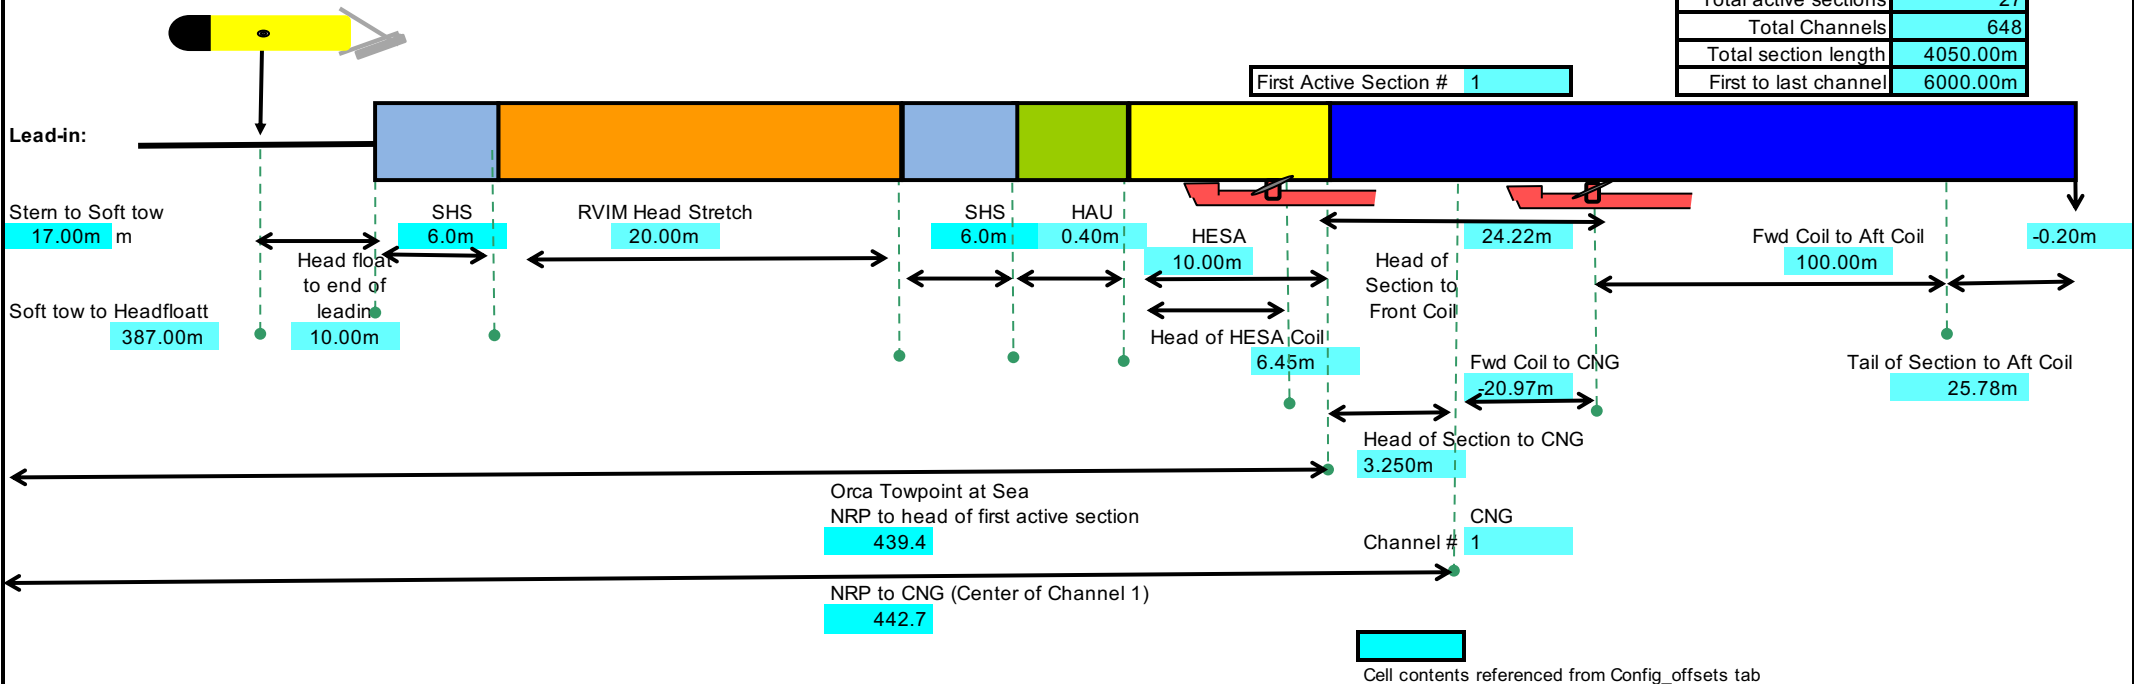 Total active sections 27
Total Channels 648
Total section length 4050.00m
First Active Section # 1
First to last channel 6000.00m
Lead-in:
Stern to Soft tow
17.00m m
SHS
6.0m
RVIM Head Stretch
20.00m
SHS
6.0m
HAU
0.40m
HESA
10.00m
24.22m
Fwd Coil to Aft Coil
100.00m
-0.20m
Head float
to end of
leadin
10.00m
Head of
Section to
Front Coil
Soft tow to Headfloatt
387.00m
Head of HESA Coil
6.45m
Fwd Coil to CNG
-20.97m
Tail of Section to Aft Coil
25.78m
Head of Section to CNG
3.250m
Orca Towpoint at Sea
NRP to head of first active section
439.4
CNG
Channel # 1
NRP to CNG (Center of Channel 1)
442.7
Cell contents referenced from Config_offsets tab